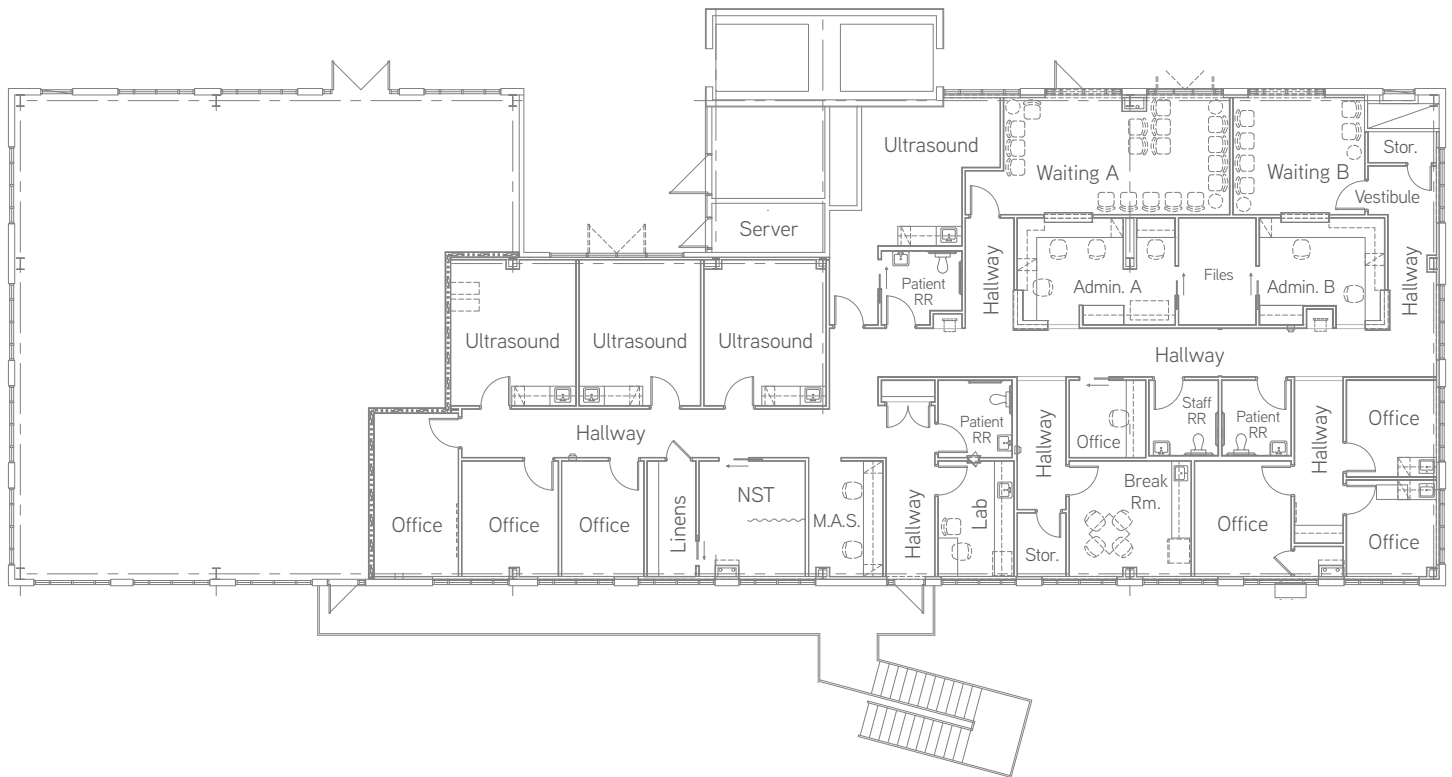 Ultrasound
Waiting A
Waiting B
Stor.
Vestibule
Server
Hallway
Patient
RR
Admin. A
Files
Admin. B
Hallway
Ultrasound
Ultrasound
Ultrasound
Hallway
Hallway
Patient
RR
Hallway
Office
Staff
RR
Patient
RR
Hallway
Office
Office
Office
Office
Linens
NST
M.A.S.
Hallway
Lab
Stor.
Break
Rm.
Office
Office